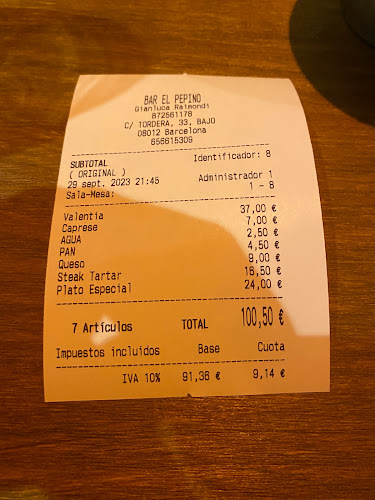 BAR EL PEPINO
Gianluca Raimondi
B72561178
C/ TORDERA, 33, BAJO
08012 Barcelona
656615309
SUBTOTAL Identificador: 8
( ORIGINAL )
29 sept. 2023 21:45 Administrador 1
Sala-Mesa: 1 - 8
Valentia 37,00 €
Caprese 7,00 €
AGUA 2,50 €
PAN 4,50 €
Queso 9,00 €
Steak Tartar 16,50 €
Plato Especial 24,00 €
7 Artículos TOTAL 100,50 €
Impuestos incluidos Base Cuota
IVA 10% 91,36 € 9,14 €